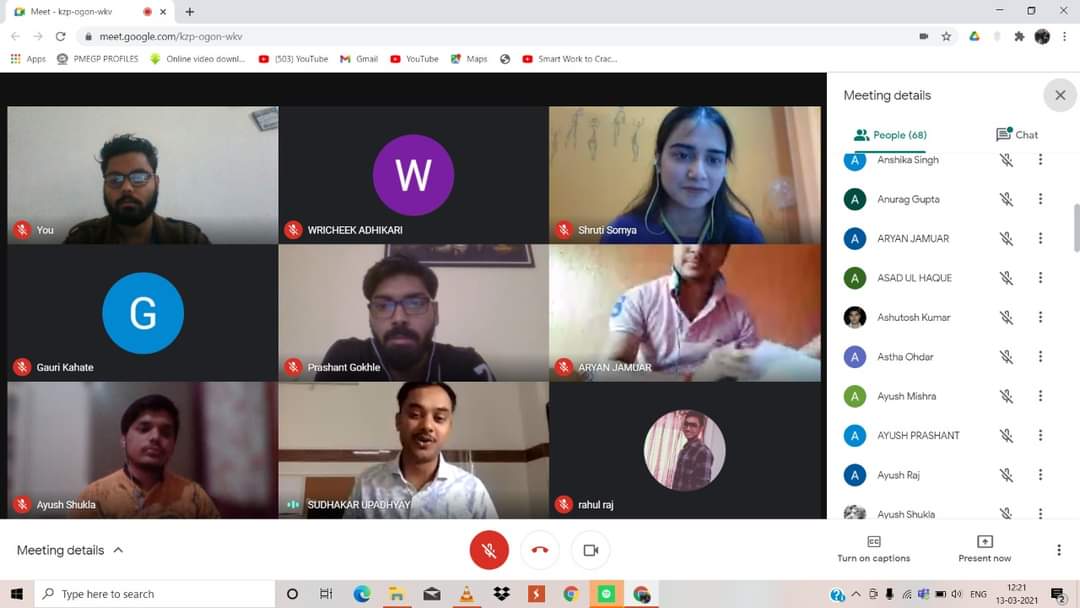 Meet - kzp-ogon-wkv
meet.google.com/kzp-ogon-wkv
Apps PMEGP PROFILES Online video downl... (503) YouTube Gmail YouTube Maps Smart Work to Crac...
Meeting details
People (68) Chat
You
W
WRICHEEK ADHIKARI
Shruti Somya
G
Gauri Kahate
Prashant Gokhle
ARYAN JAMUAR
Ayush Shukla
SUDHAKAR UPADHYAY
rahul raj
A Anshika Singh
A Anurag Gupta
A ARYAN JAMUAR
A ASAD UL HAQUE
Ashutosh Kumar
A Astha Ohdar
A Ayush Mishra
A AYUSH PRASHANT
A Ayush Raj
Ayush Shukla
Meeting details
CC
Turn on captions
Present now
Type here to search
ENG
12:21
13-03-2021
2